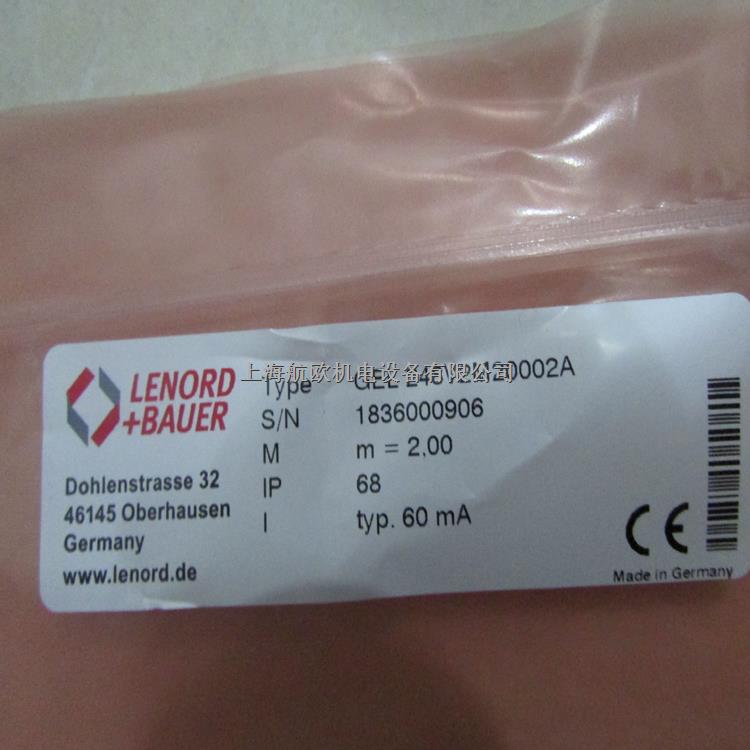 LENORD
+BAUER
Dohlenstrasse 32
46145 Oberhausen
Germany
www.lenord.de
Type
S/N 1836000906
M m = 2,00
IP 68
I typ. 60 mA
CE
Made in Germany
上海航欧机电设备有限公司